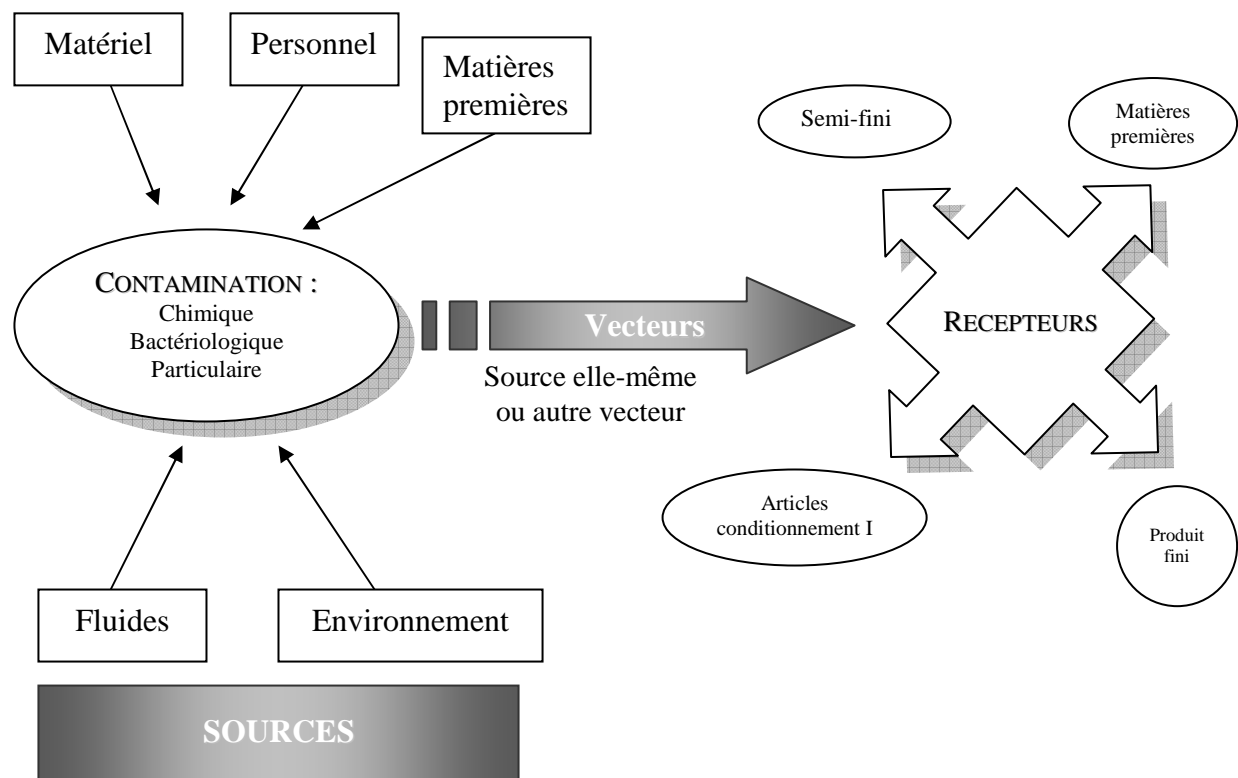 Matériel
Personnel
Matières
premières
CONTAMINATION :
Chimique
Bactériologique
Particulaire
Fluides
Environnement
SOURCES
Vecteurs
Source elle-même
ou autre vecteur
Semi-fini
Matières
premières
RECEPTEURS
Articles
conditionnement I
Produit
fini